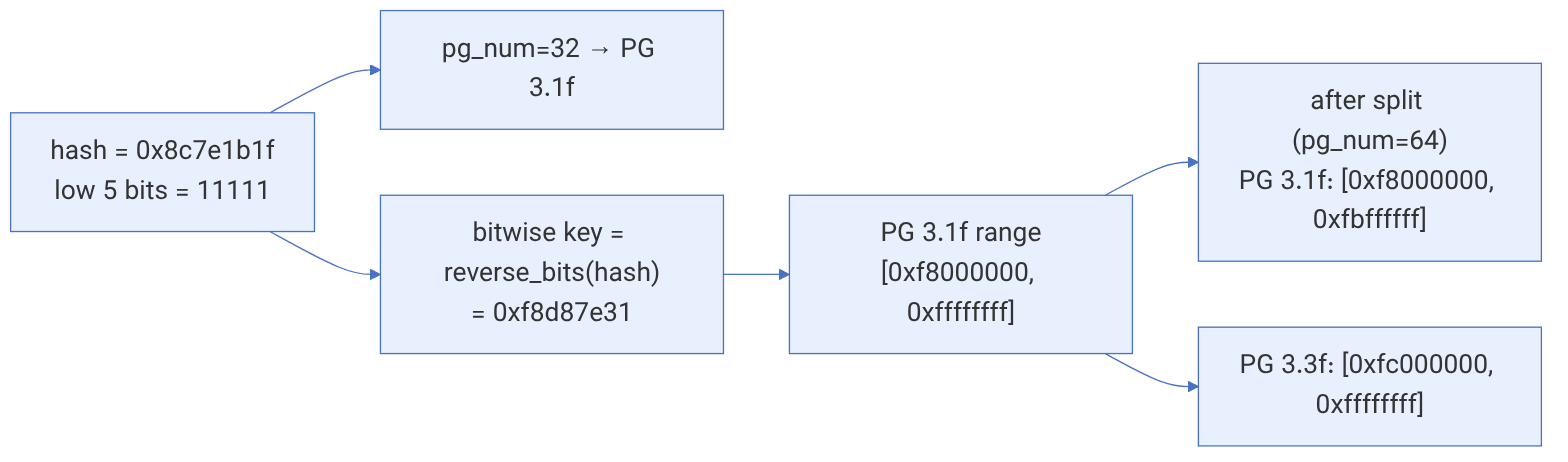 hash = 0x8c7e1b1f
low 5 bits = 11111
pg_num=32 → PG
3.1f
bitwise key =
reverse_bits(hash)
= 0xf8d87e31
PG 3.1f range
[0xf8000000,
0xffffffff]
after split
(pg_num=64)
PG 3.1f: [0xf8000000,
0xfbffffff]
PG 3.3f: [0xfc000000,
0xffffffff]